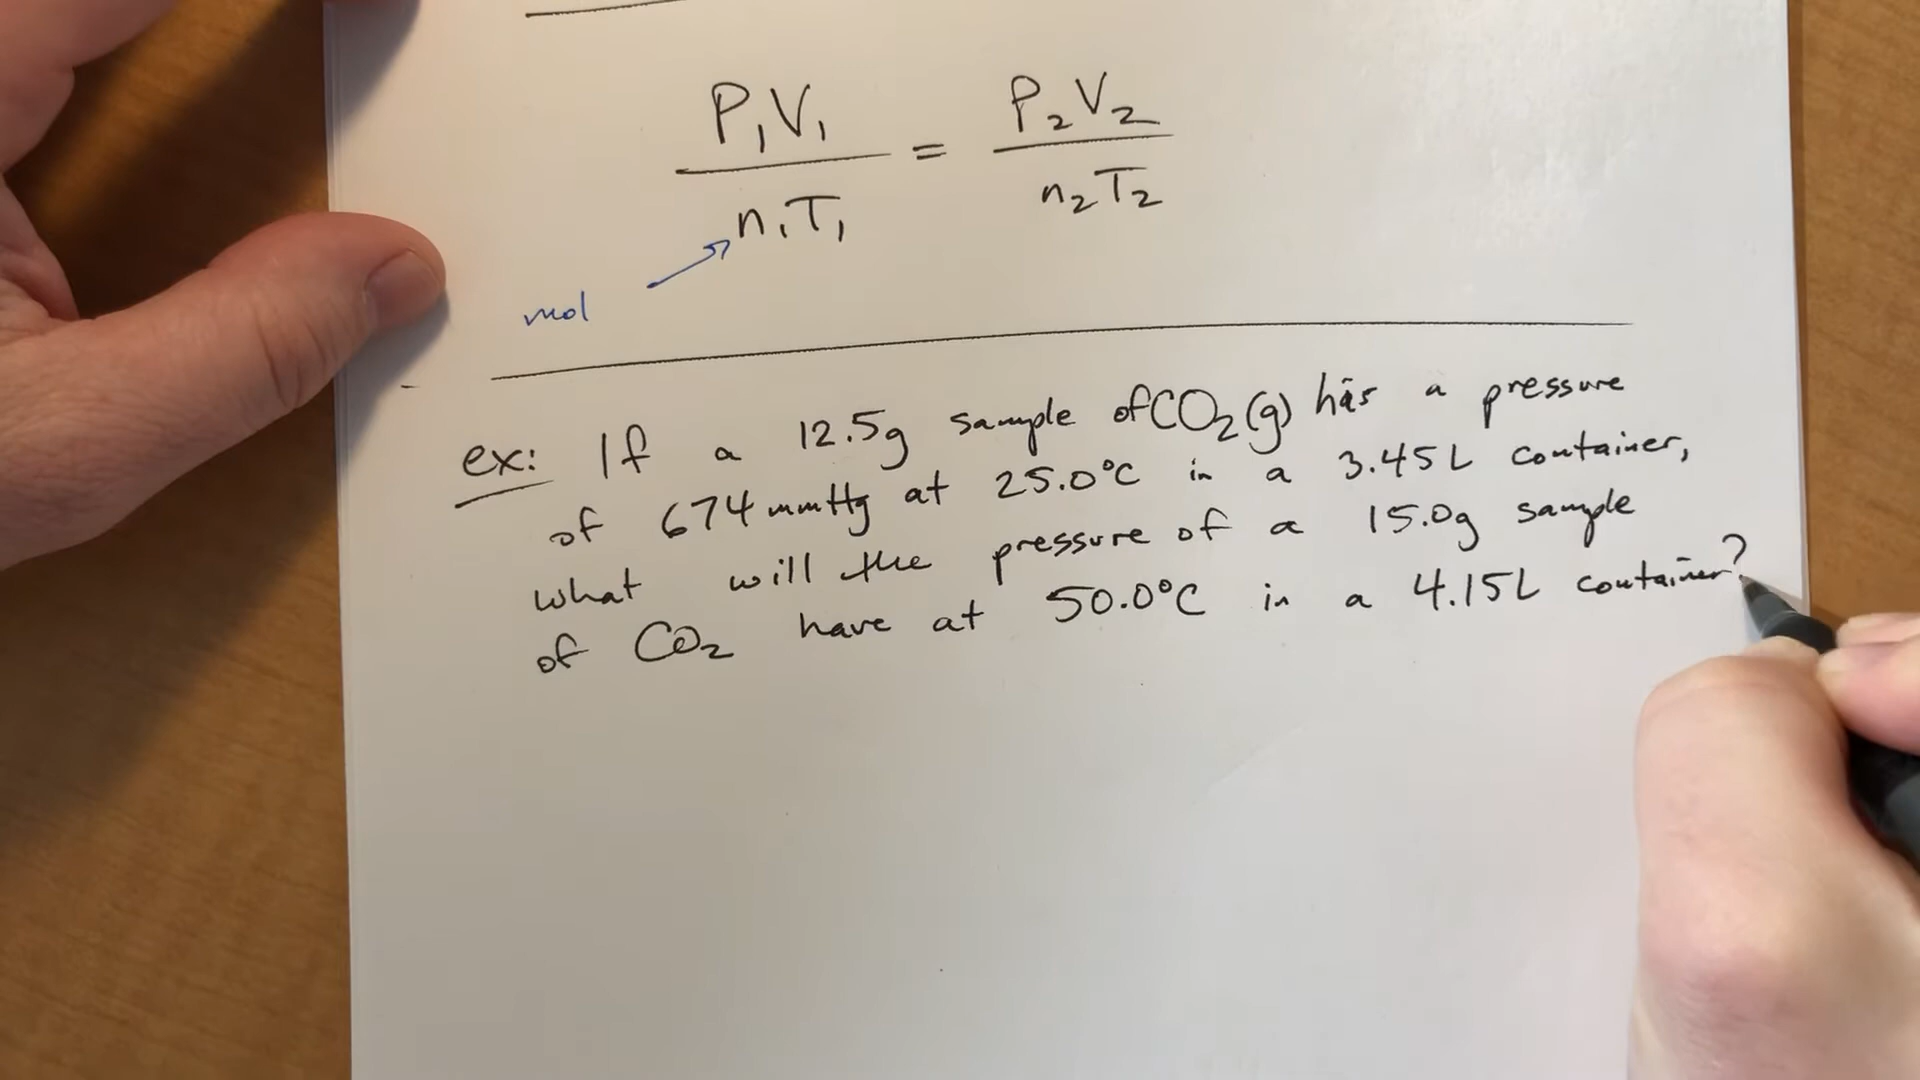 P₁V₁ / n₁T₁ = P₂V₂ / n₂T₂
mol
ex: If a 12.5g sample of CO₂(g) has a pressure
of 674 mmHg at 25.0°C in a 3.45L container,
what will the pressure of a 15.0g sample
of CO₂ have at 50.0°C in a 4.15L container?